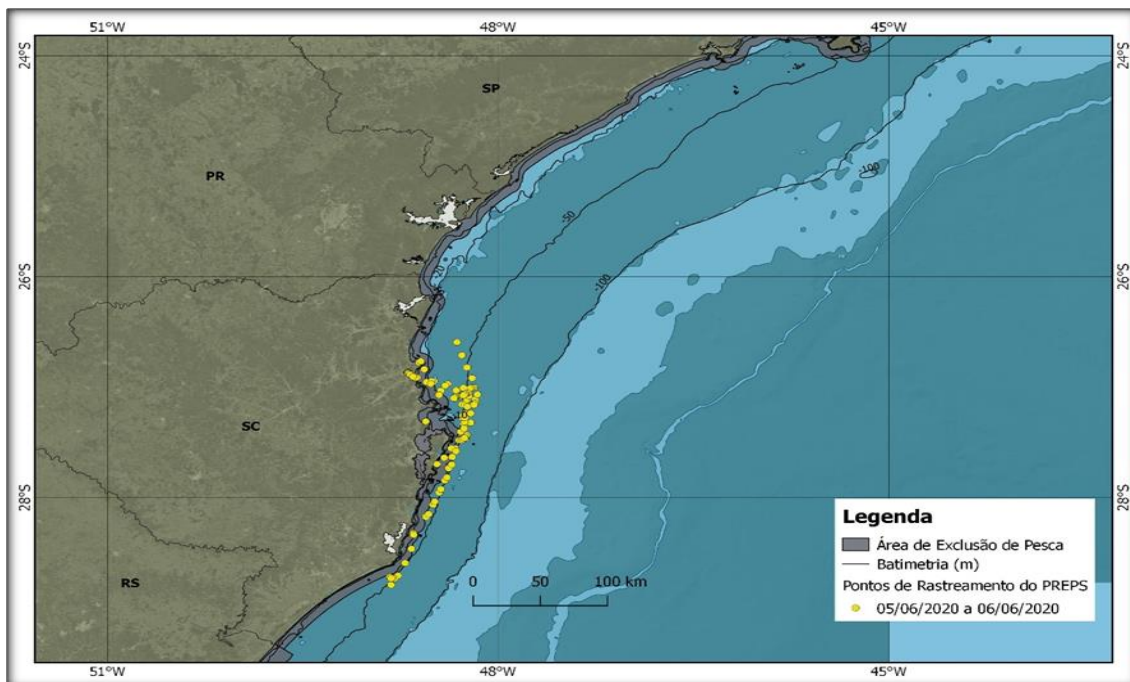 51°W 48°W 45°W
24°S 24°S
SP
PR
-100
-50
-20
26°S 26°S
-100
SC
28°S 28°S
RS
0 50 100 km
Legenda
Área de Exclusão de Pesca
Batimetria (m)
Pontos de Rastreamento do PREPS
05/06/2020 a 06/06/2020
51°W 48°W 45°W